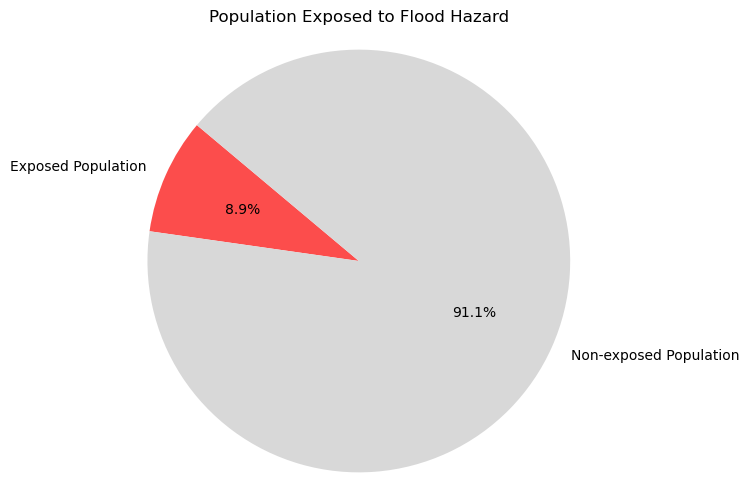 Population Exposed to Flood Hazard
Exposed Population
8.9%
91.1%
Non-exposed Population